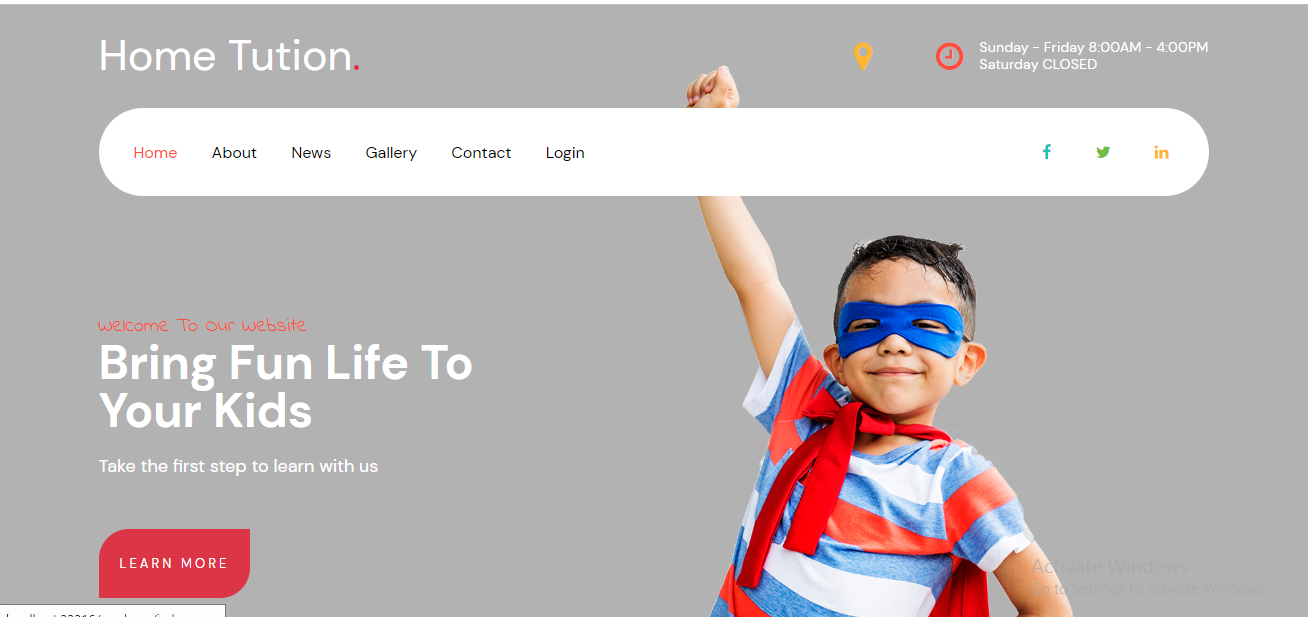 Home Tution.
Sunday - Friday 8:00AM - 4:00PM
Saturday CLOSED
Home About News Gallery Contact Login
Welcome To Our Website
Bring Fun Life To
Your Kids
Take the first step to learn with us
LEARN MORE
Activate Windows
Go to Settings to activate Windows.